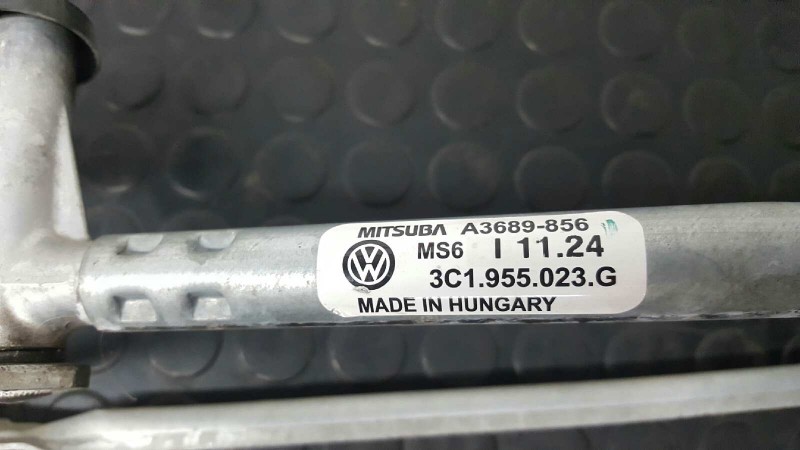 MITSUBA A3689-856
MS6 I 11.24
3C1.955.023.G
MADE IN HUNGARY